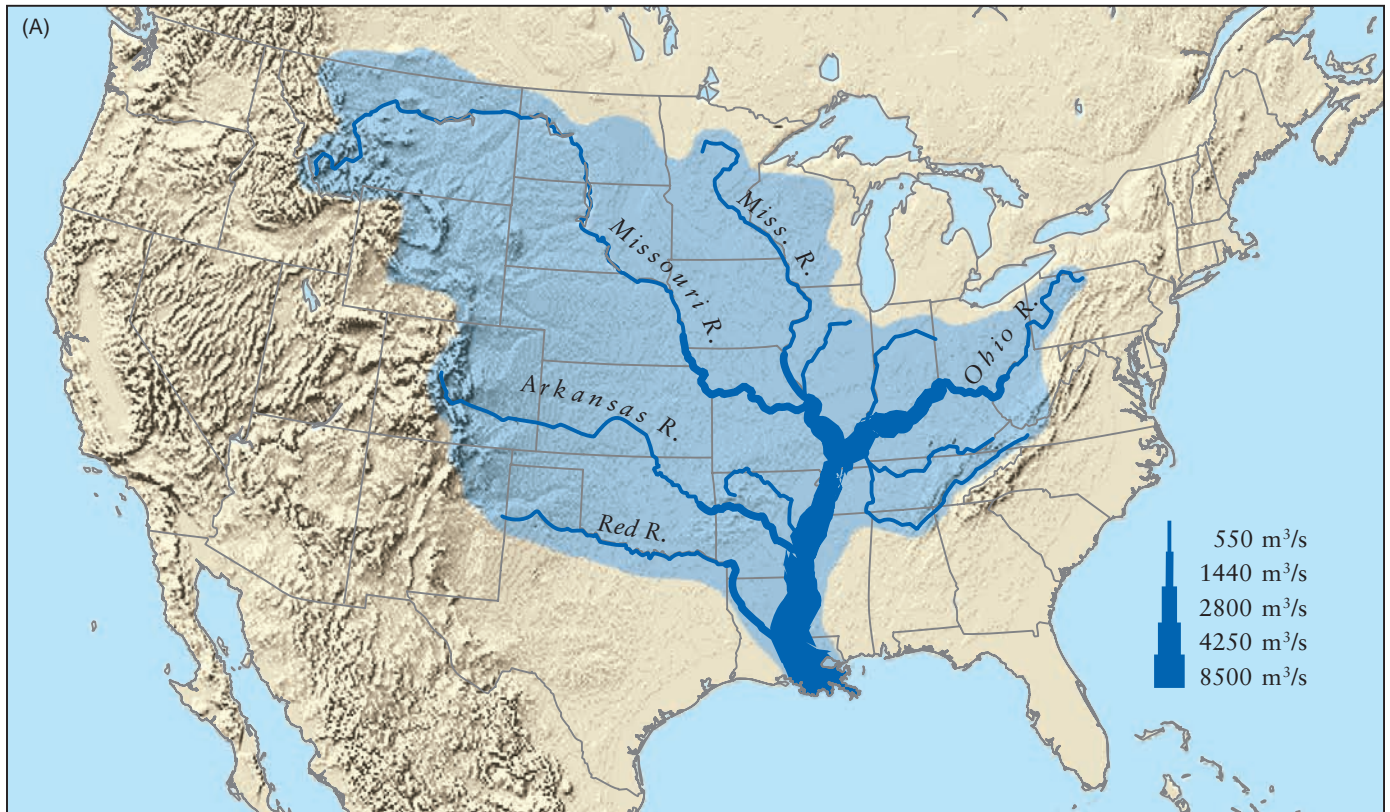 (A)
Missouri R.
Miss. R.
Ohio R.
Arkansas R.
Red R.
550 m³/s
1440 m³/s
2800 m³/s
4250 m³/s
8500 m³/s